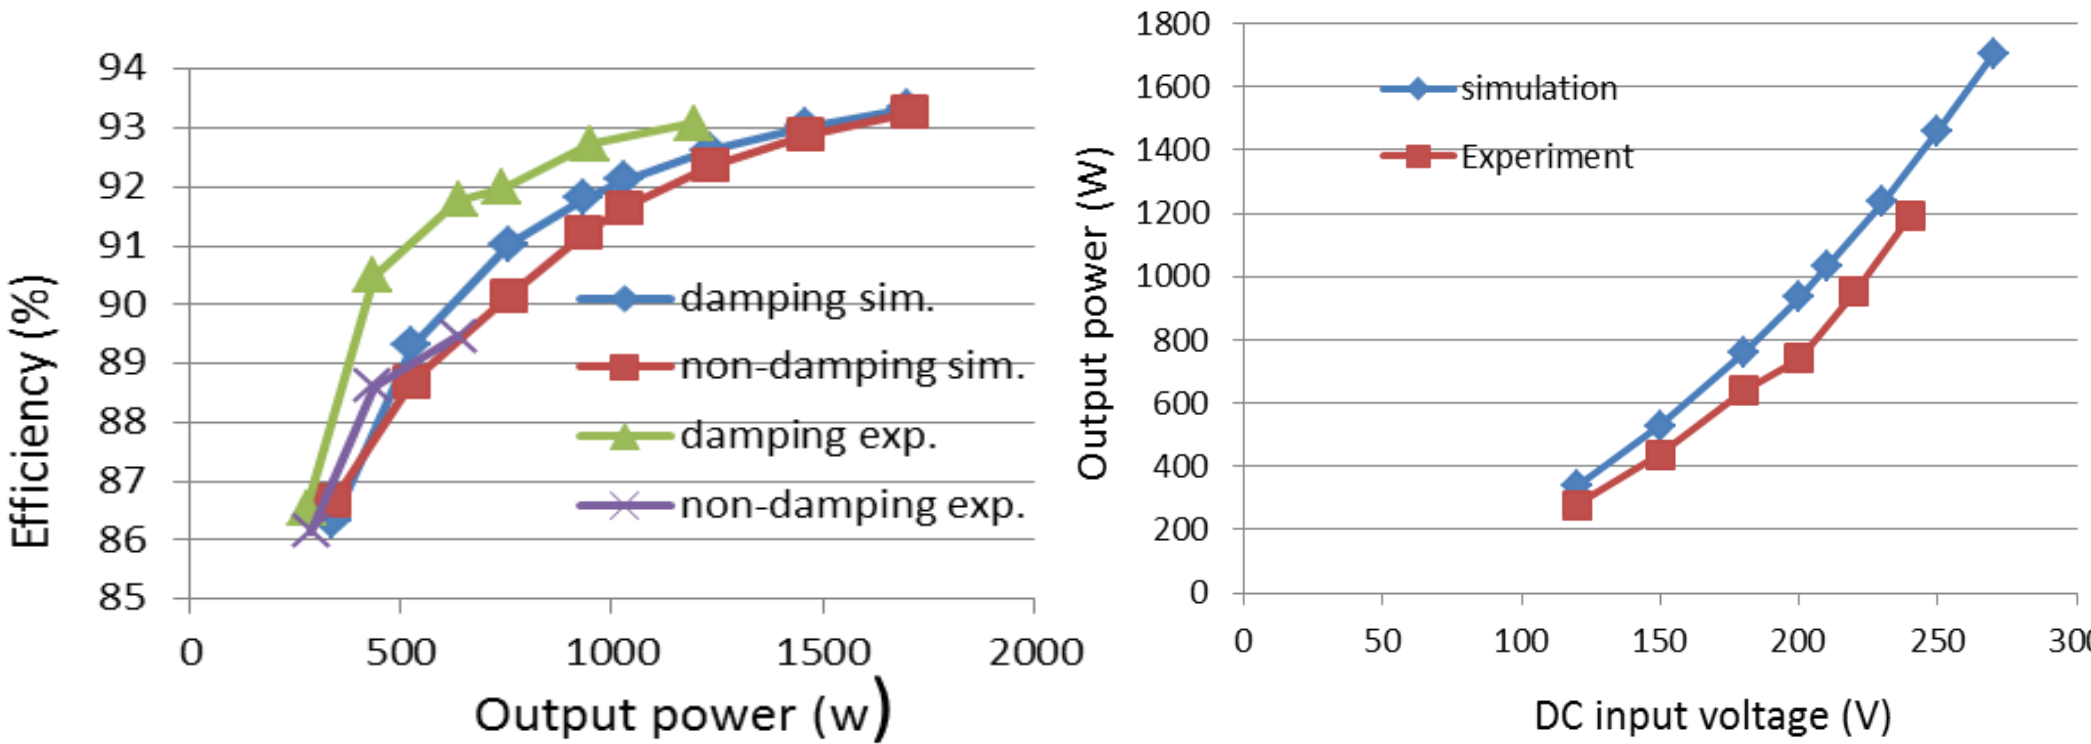 94
93
92
91
90
89
88
87
86
85
Efficiency (%)
damping sim.
non-damping sim.
damping exp.
non-damping exp.
0 500 1000 1500 2000
Output power (w)
1800
1600
1400
1200
1000
800
600
400
200
0
Output power (W)
simulation
Experiment
0 50 100 150 200 250 300
DC input voltage (V)